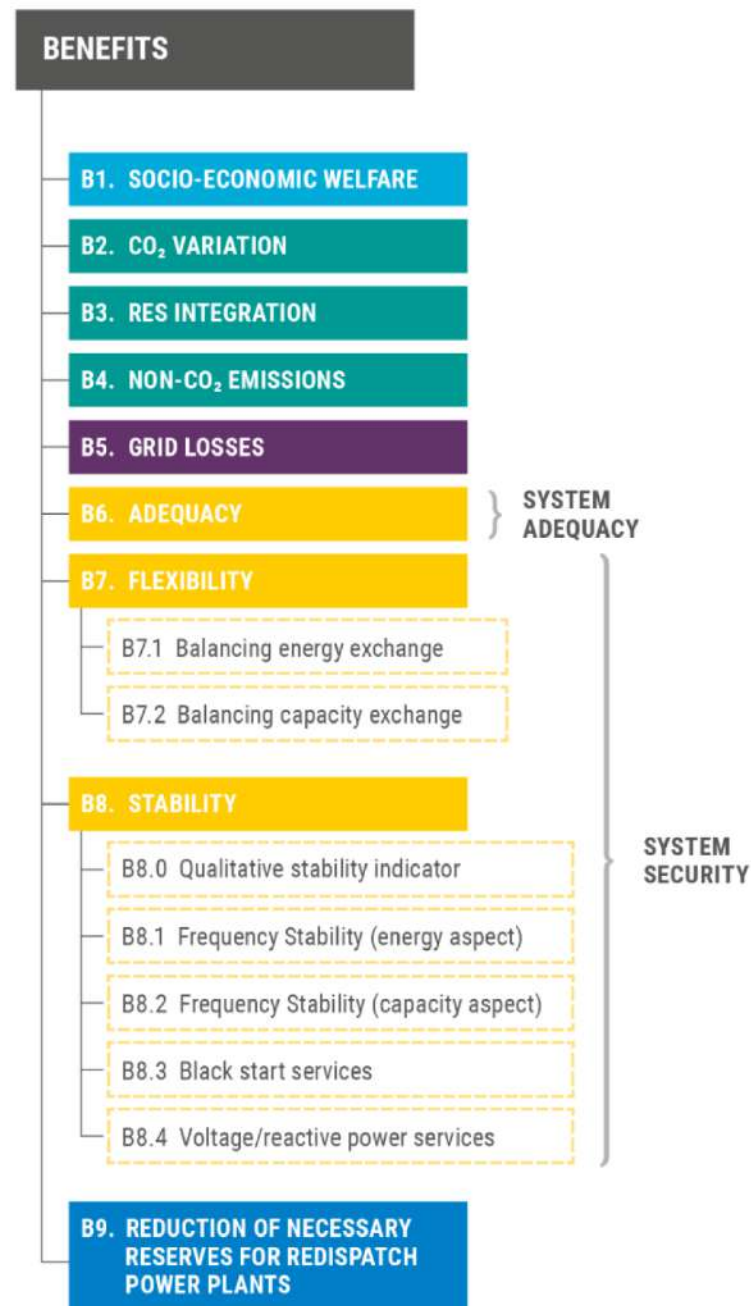 BENEFITS
B1. SOCIO-ECONOMIC WELFARE
B2. CO₂ VARIATION
B3. RES INTEGRATION
B4. NON-CO₂ EMISSIONS
B5. GRID LOSSES
B6. ADEQUACY
SYSTEM
ADEQUACY
B7. FLEXIBILITY
B7.1 Balancing energy exchange
B7.2 Balancing capacity exchange
B8. STABILITY
B8.0 Qualitative stability indicator
B8.1 Frequency Stability (energy aspect)
B8.2 Frequency Stability (capacity aspect)
B8.3 Black start services
B8.4 Voltage/reactive power services
SYSTEM
SECURITY
B9. REDUCTION OF NECESSARY
RESERVES FOR REDISPATCH
POWER PLANTS